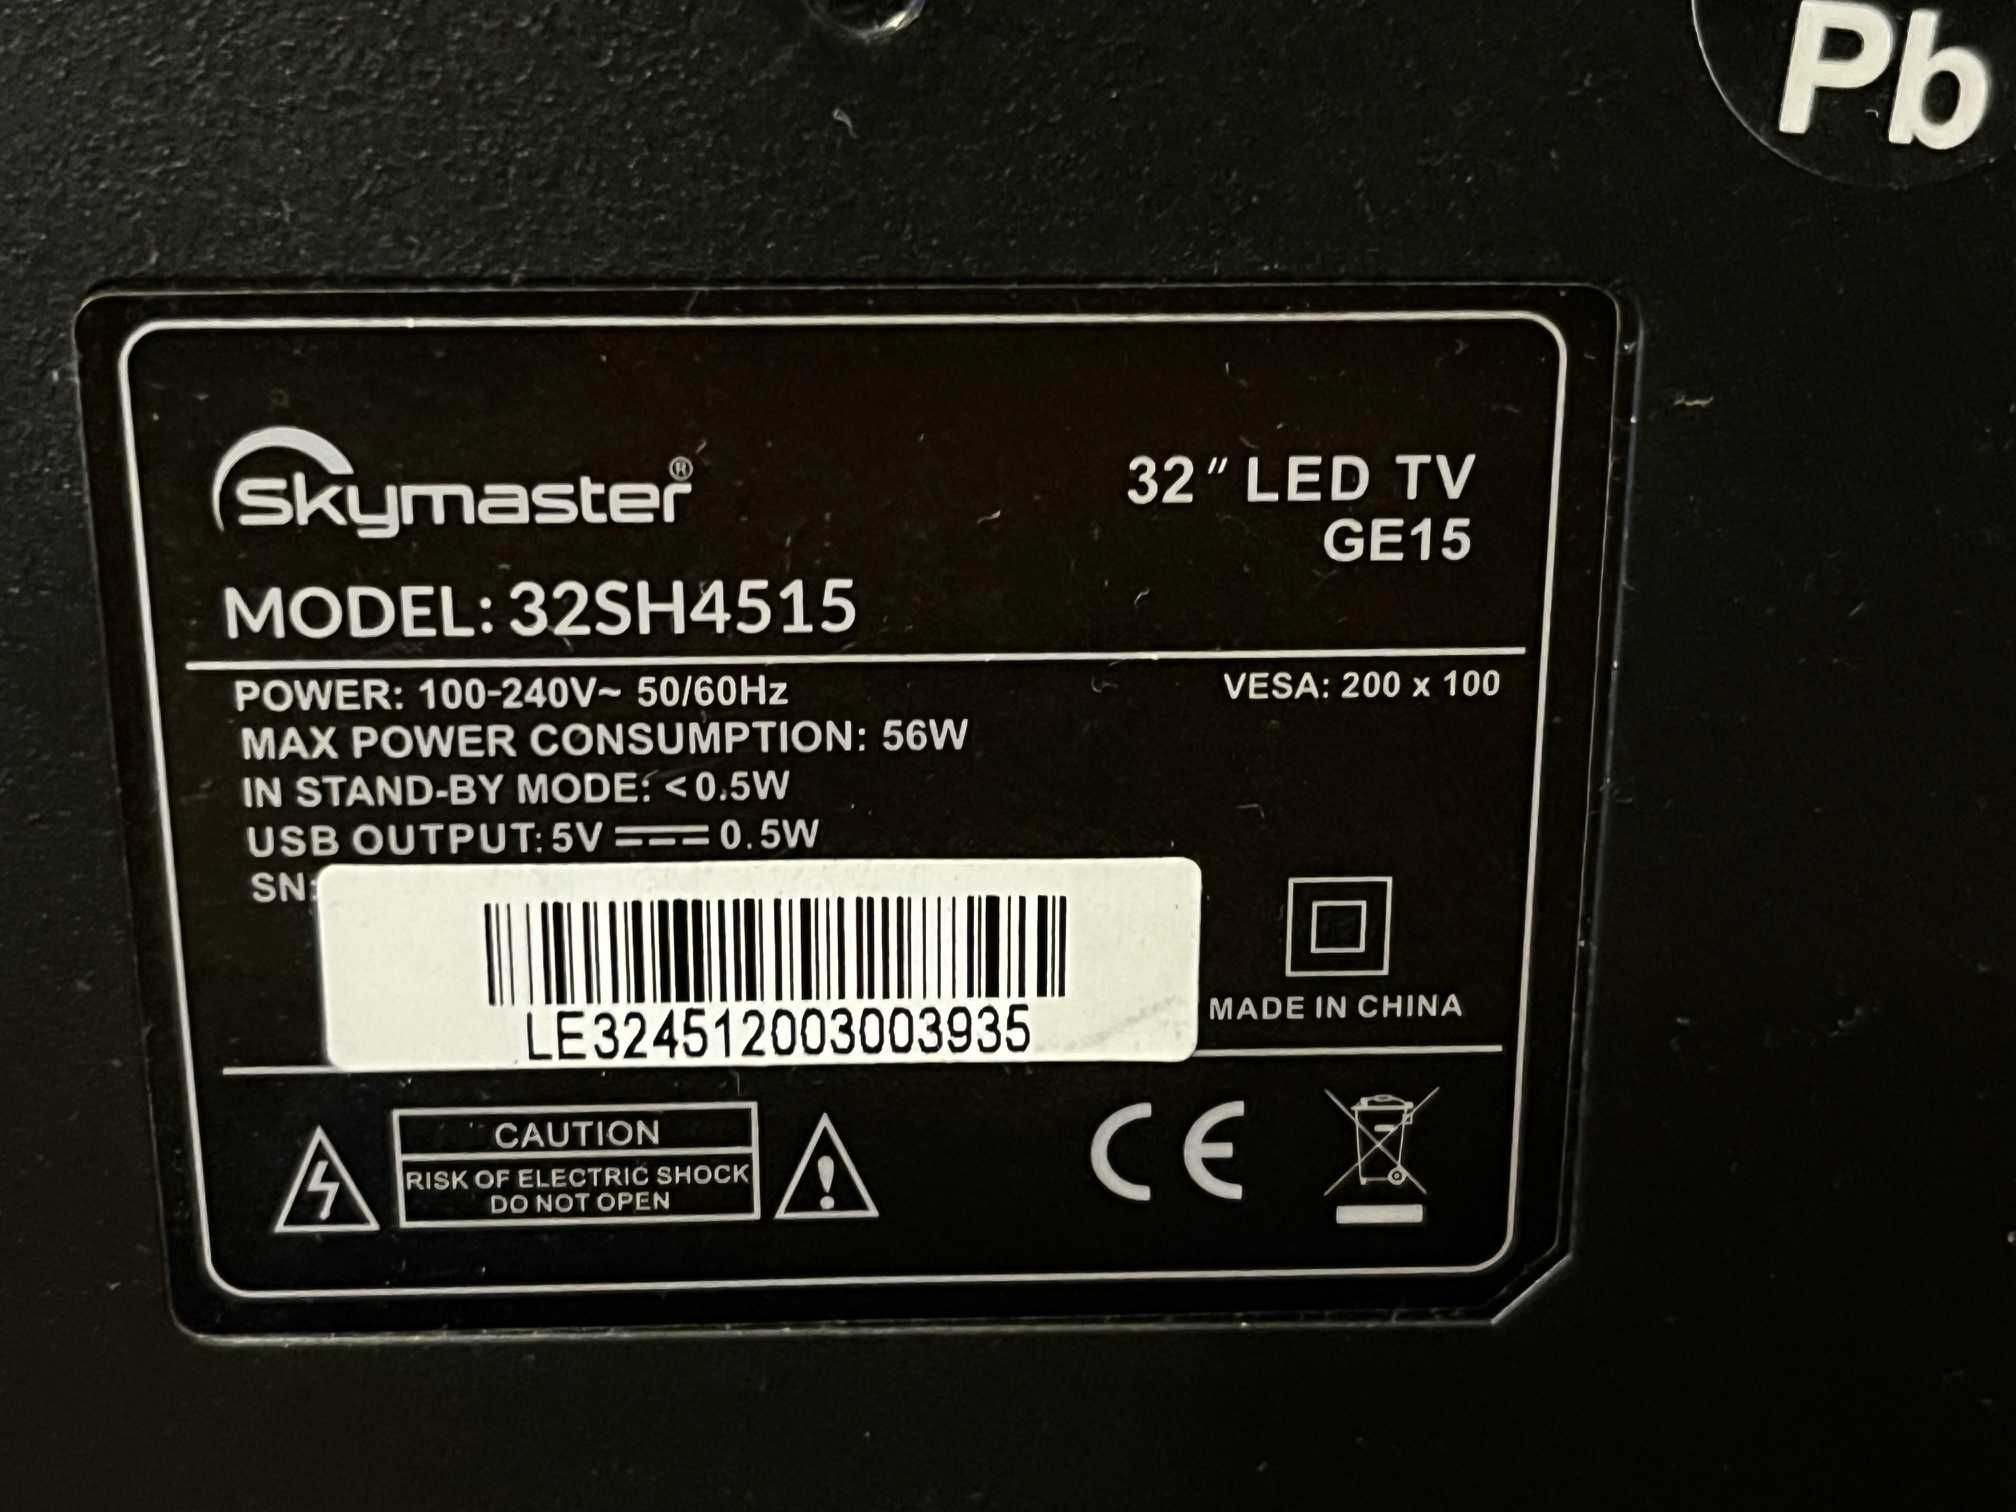 Pb
Skymaster®
32" LED TV
GE15
MODEL: 32SH4515
POWER: 100-240V~ 50/60Hz
VESA: 200 x 100
MAX POWER CONSUMPTION: 56W
IN STAND-BY MODE: <0.5W
USB OUTPUT: 5V ⎓ 0.5W
SN:
LE324512003003935
MADE IN CHINA
CAUTION
RISK OF ELECTRIC SHOCK
DO NOT OPEN
CE